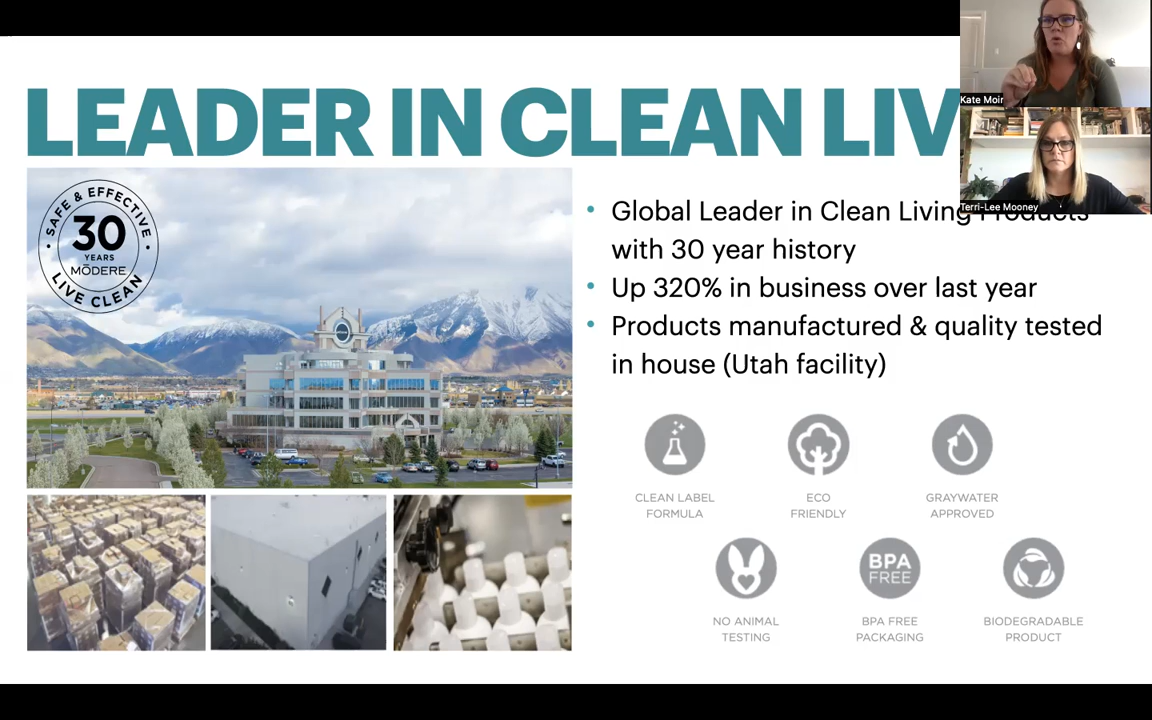 LEADER IN CLEAN LIV
Kate Moir
Terri-Lee Mooney
SAFE & EFFECTIVE
30
YEARS
MŌDERE
LIVE CLEAN
• Global Leader in Clean Living Products
with 30 year history
• Up 320% in business over last year
• Products manufactured & quality tested
in house (Utah facility)
CLEAN LABEL
FORMULA
ECO
FRIENDLY
GRAYWATER
APPROVED
NO ANIMAL
TESTING
BPA
FREE
BPA FREE
PACKAGING
BIODEGRADABLE
PRODUCT